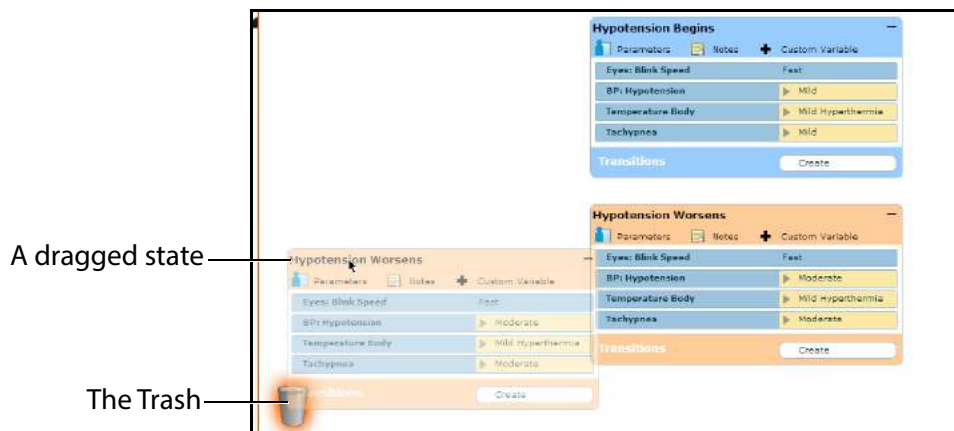 Hypotension Begins
Parameters Notes Custom Variable
Eyes: Blink Speed Fast
BP: Hypotension Mild
Temperature Body Mild Hyperthermia
Tachypnea Mild
Transitions Create
Hypotension Worsens
Parameters Notes Custom Variable
Eyes: Blink Speed Fast
BP: Hypotension Moderate
Temperature Body Mild Hyperthermia
Tachypnea Moderate
Transitions Create
A dragged state
Hypotension Worsens
Parameters Notes Custom Variable
Eyes: Blink Speed Fast
BP: Hypotension Moderate
Temperature Body Mild Hyperthermia
Tachypnea Moderate
Transitions Create
The Trash